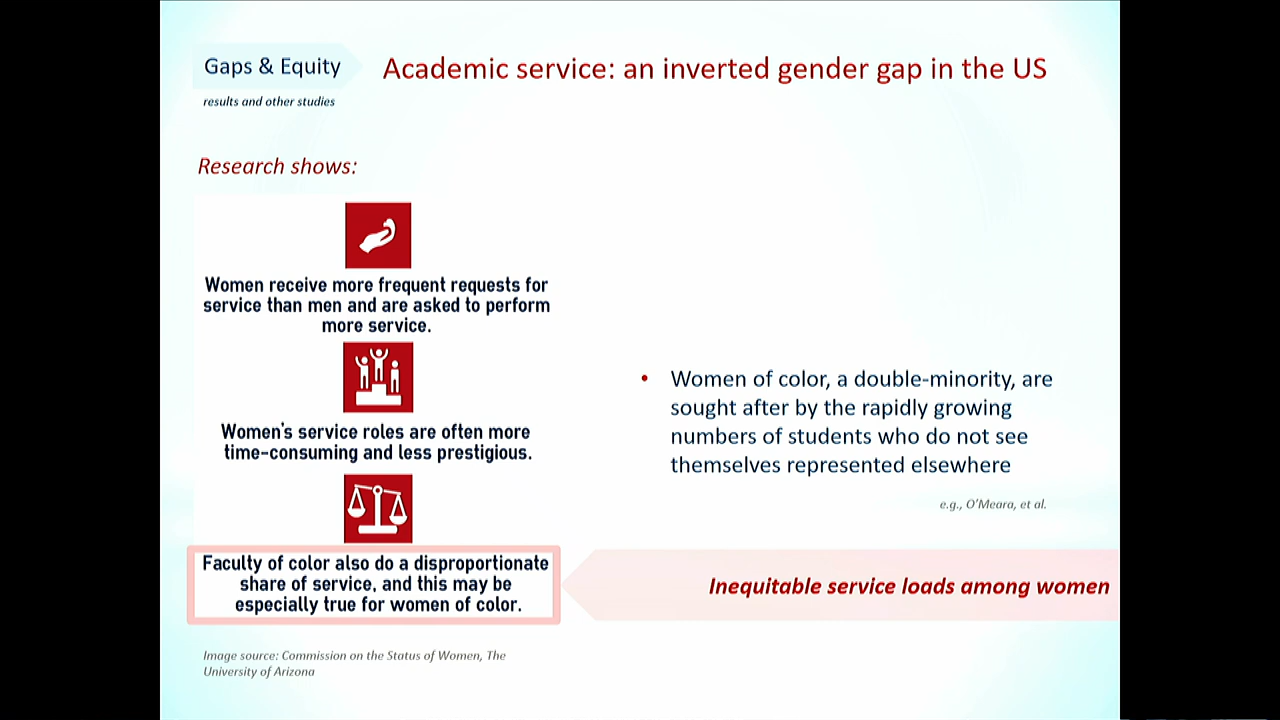 Gaps & Equity
Academic service: an inverted gender gap in the US
results and other studies
Research shows:
Women receive more frequent requests for
service than men and are asked to perform
more service.
Women's service roles are often more
time-consuming and less prestigious.
Faculty of color also do a disproportionate
share of service, and this may be
especially true for women of color.
Image source: Commission on the Status of Women, The
University of Arizona
• Women of color, a double-minority, are
sought after by the rapidly growing
numbers of students who do not see
themselves represented elsewhere
e.g., O'Meara, et al.
Inequitable service loads among women